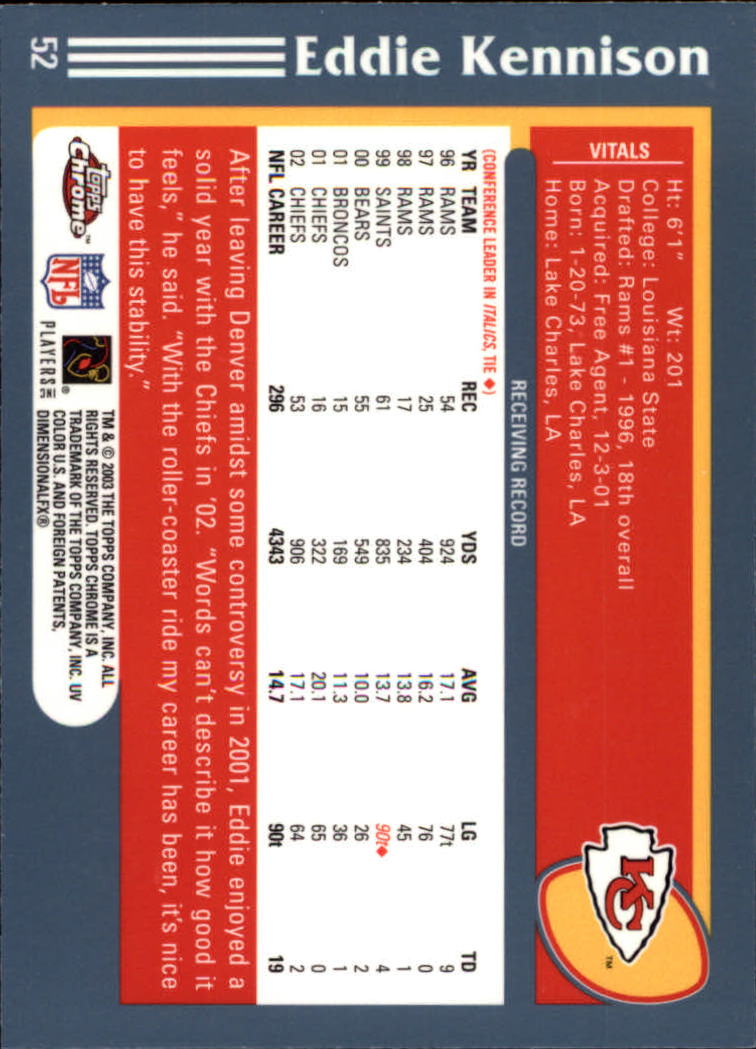 52
Eddie Kennison
VITALS
Ht: 6'1" Wt: 201
College: Louisiana State
Drafted: Rams #1 - 1996, 18th overall
Acquired: Free Agent, 12-3-01
Born: 1-20-73, Lake Charles, LA
Home: Lake Charles, LA
KC
TM
RECEIVING RECORD
(CONFERENCE LEADER IN ITALICS, TIE ♦)
YR TEAM REC YDS AVG LG TD
96 RAMS 54 924 17.1 77t 9
97 RAMS 25 404 16.2 76 0
98 RAMS 17 234 13.8 45 1
99 SAINTS 61 835 13.7 90t♦ 4
00 BEARS 55 549 10.0 26 2
01 BRONCOS 15 169 11.3 36 1
01 CHIEFS 16 322 20.1 65 0
02 CHIEFS 53 906 17.1 64 2
NFL CAREER 296 4343 14.7 90t 19
After leaving Denver amidst some controversy in 2001, Eddie enjoyed a
solid year with the Chiefs in '02. "Words can't describe it how good it
feels," he said. "With the roller-coaster ride my career has been, it's nice
to have this stability."
Topps
Chrome™
NFL
®
PLAYERS INC
TM & © 2003 THE TOPPS COMPANY, INC. ALL
RIGHTS RESERVED. TOPPS CHROME IS A
TRADEMARK OF THE TOPPS COMPANY, INC. UV
COLOR U.S. AND FOREIGN PATENTS.
DIMENSIONALFX®